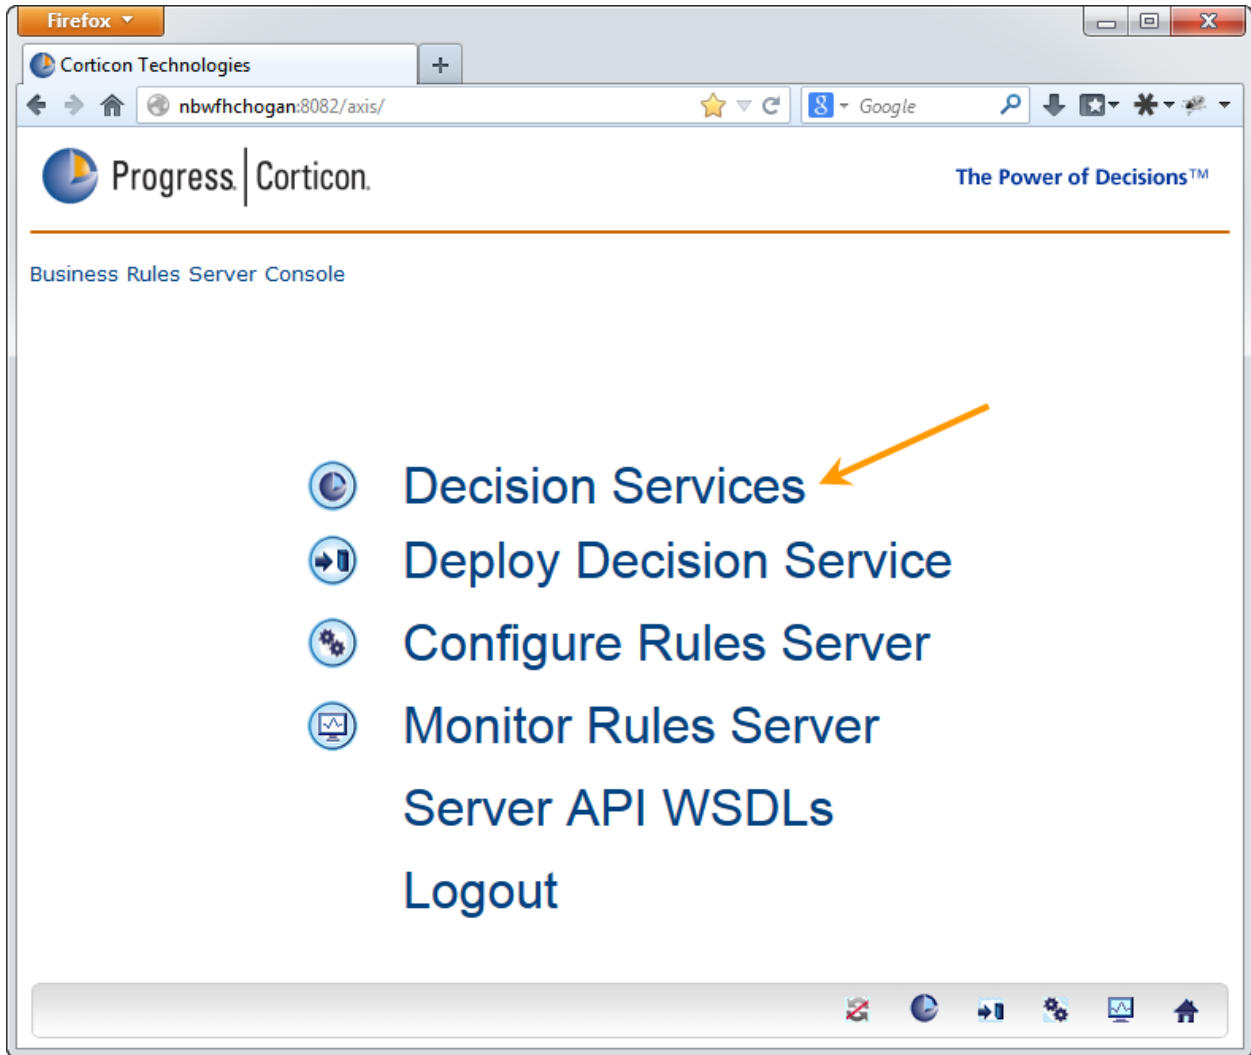 Firefox
Corticon Technologies
nbwfhchogan:8082/axis/
8 Google
Progress. Corticon.
The Power of Decisions™
Business Rules Server Console
Decision Services
Deploy Decision Service
Configure Rules Server
Monitor Rules Server
Server API WSDLs
Logout